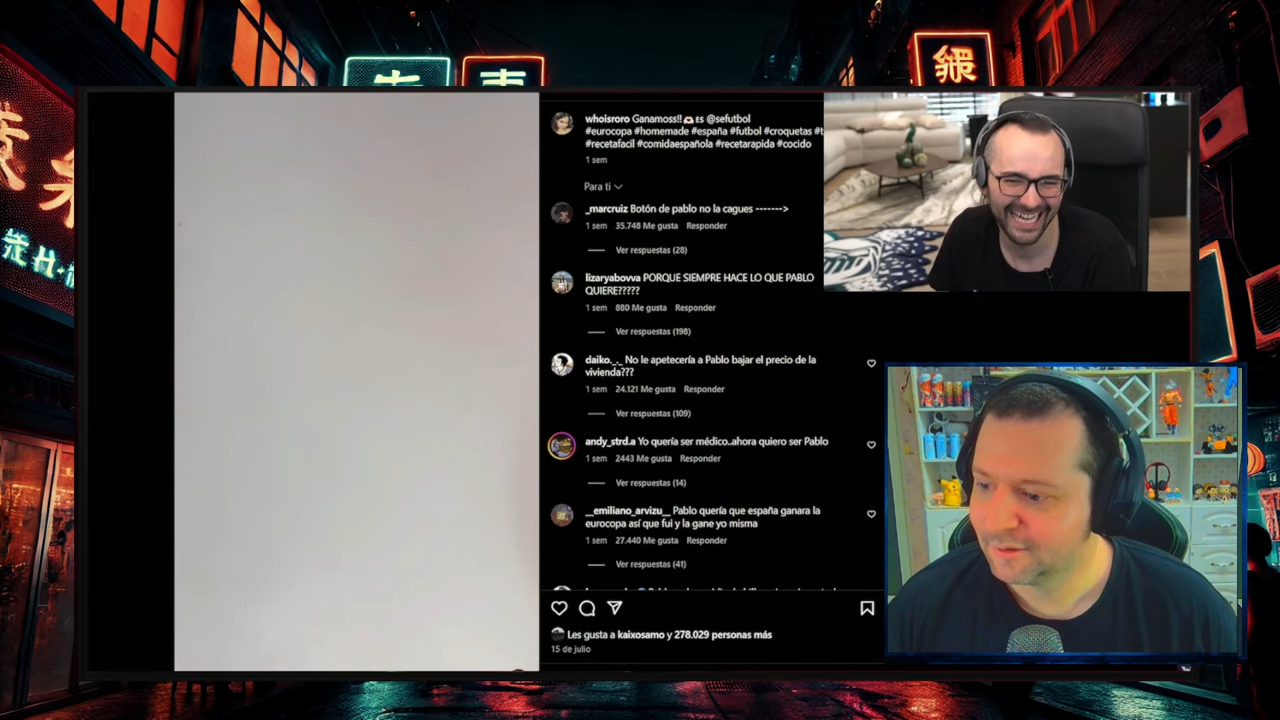 whoisroro Ganamoss!!🫶🏻ᴇs @sefutbol
#eurocopa #homemade #españa #futbol #croquetas #t
#recetafacil #comidaespañola #recetarapida #cocido
1 sem
Para ti
_marcruiz Botón de pablo no la cagues ------->
1 sem 35.748 Me gusta Responder
Ver respuestas (28)
lizaryabovva PORQUE SIEMPRE HACE LO QUE PABLO
QUIERE?????
1 sem 880 Me gusta Responder
Ver respuestas (198)
daiko._._ No le apetecería a Pablo bajar el precio de la
vivienda???
1 sem 24.121 Me gusta Responder
Ver respuestas (109)
andy_strd.a Yo quería ser médico..ahora quiero ser Pablo
1 sem 2443 Me gusta Responder
Ver respuestas (14)
__emiliano_arvizu__ Pablo quería que españa ganara la
eurocopa así que fui y la gane yo misma
1 sem 27.440 Me gusta Responder
Ver respuestas (41)
Les gusta a kaixosamo y 278.029 personas más
15 de julio